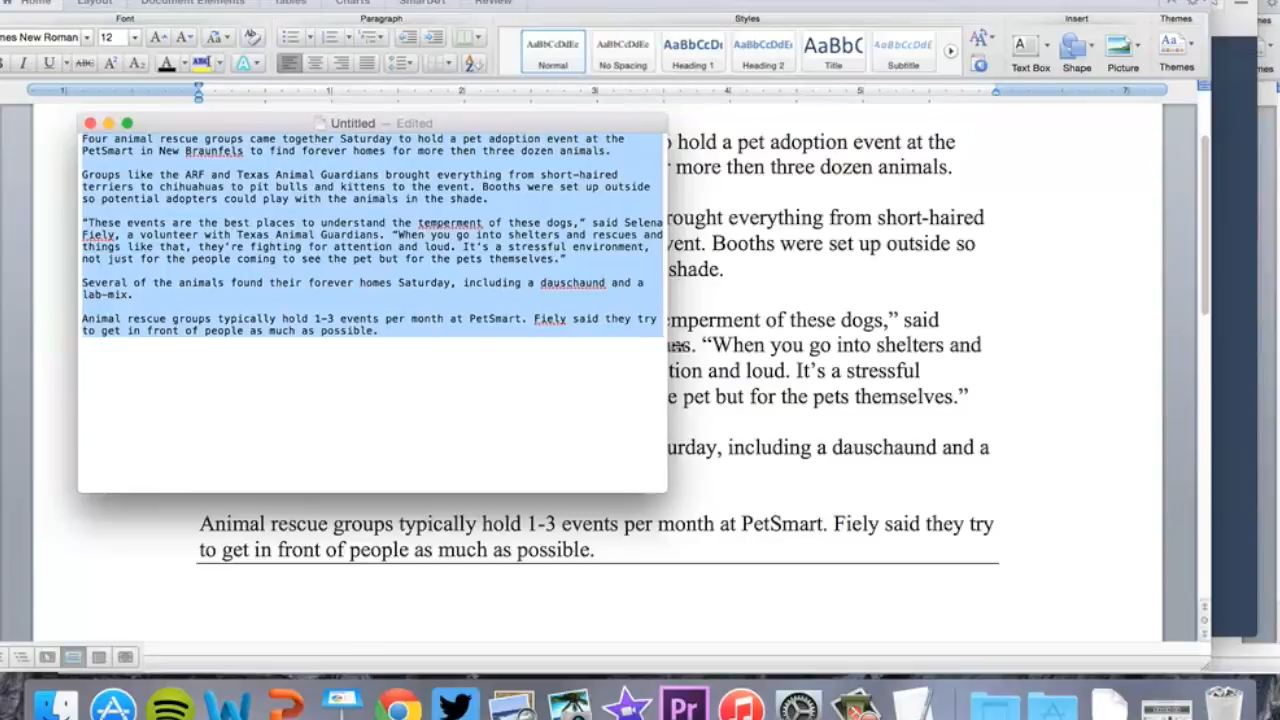 Home Layout Document Elements Tables Charts SmartArt Review
Font Paragraph Styles Insert Themes
mes New Roman 12
AaBbCcDdEe AaBbCcDdEe AaBbCcDc AaBbCcDdEe AaBbC AaBbCcDdE
Normal No Spacing Heading 1 Heading 2 Title Subtitle
Text Box Shape Picture Themes
1 1 2 3 4 5 7
Untitled — Edited
Four animal rescue groups came together Saturday to hold a pet adoption event at the
PetSmart in New Braunfels to find forever homes for more then three dozen animals.
Groups like the ARF and Texas Animal Guardians brought everything from short-haired
terriers to chihuahuas to pit bulls and kittens to the event. Booths were set up outside
so potential adopters could play with the animals in the shade.
“These events are the best places to understand the temperment of these dogs,” said Selena
Fiely, a volunteer with Texas Animal Guardians. “When you go into shelters and rescues and
things like that, they’re fighting for attention and loud. It’s a stressful environment,
not just for the people coming to see the pet but for the pets themselves.”
Several of the animals found their forever homes Saturday, including a dauschaund and a
lab-mix.
Animal rescue groups typically hold 1-3 events per month at PetSmart. Fiely said they try
to get in front of people as much as possible.
hold a pet adoption event at the
more then three dozen animals.
rought everything from short-haired
vent. Booths were set up outside so
shade.
emperment of these dogs,” said
“When you go into shelters and
tion and loud. It’s a stressful
e pet but for the pets themselves.”
urday, including a dauschaund and a
Animal rescue groups typically hold 1-3 events per month at PetSmart. Fiely said they try
to get in front of people as much as possible.
Pr